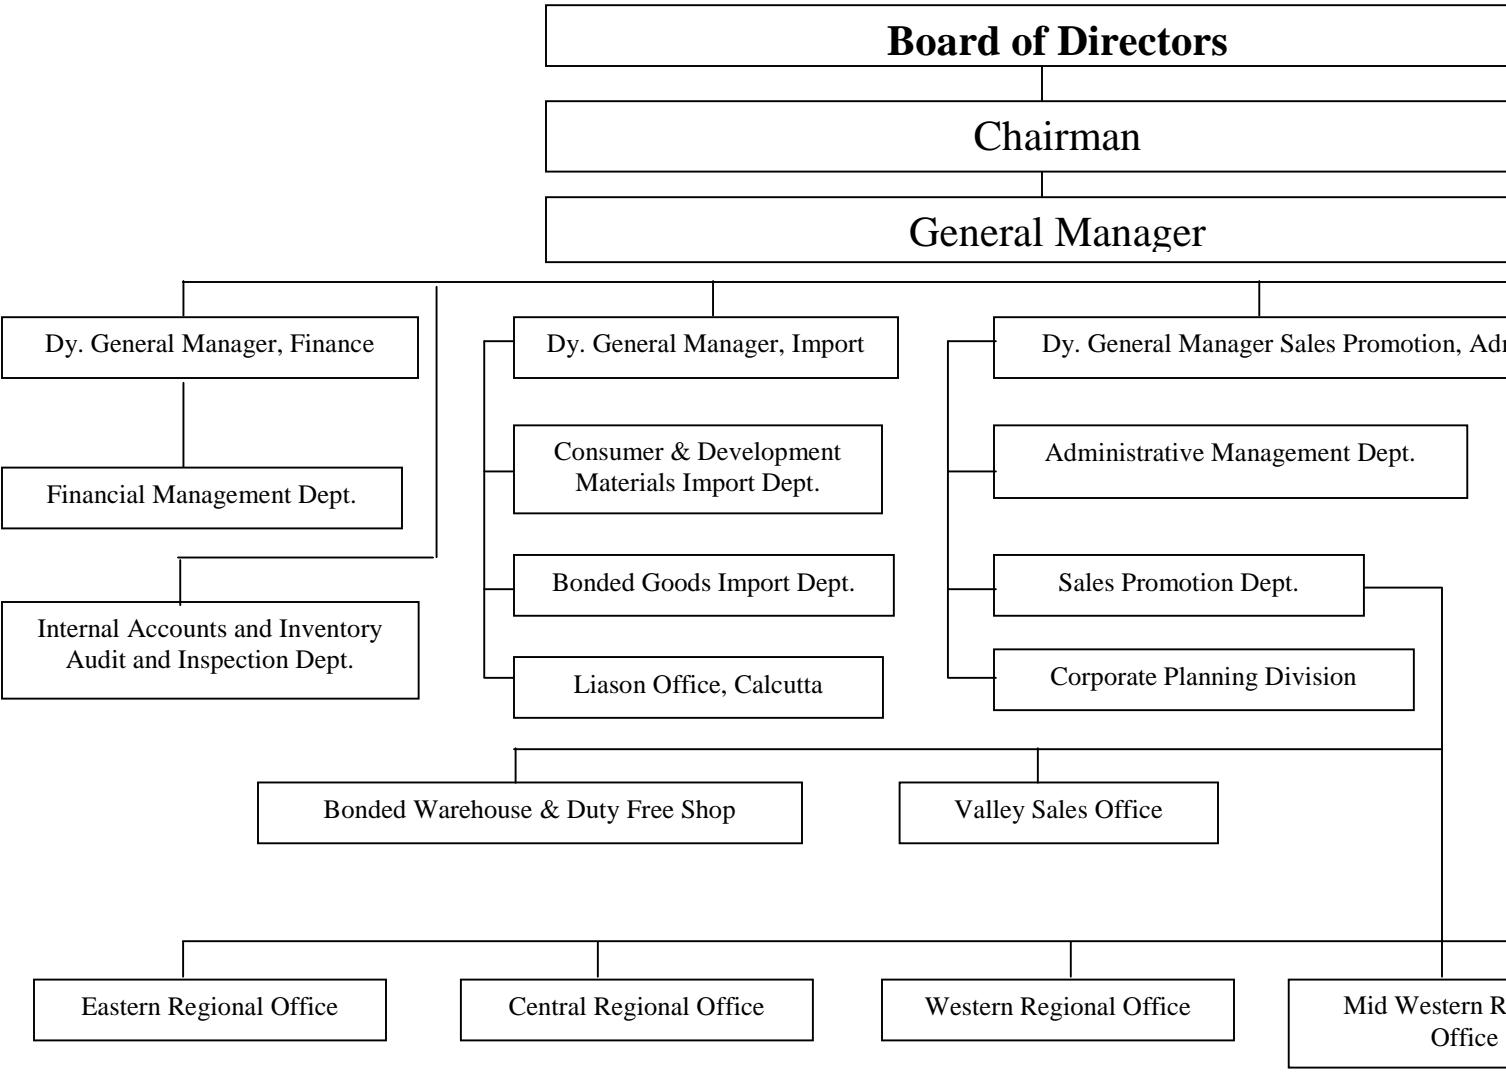 Board of Directors
Chairman
General Manager
Dy. General Manager, Finance
Dy. General Manager, Import
Dy. General Manager Sales Promotion,
Consumer & Development
Materials Import Dept.
Administrative Management Dept.
Financial Management Dept.
Bonded Goods Import Dept.
Sales Promotion Dept.
Internal Accounts and Inventory
Audit and Inspection Dept.
Liason Office, Calcutta
Corporate Planning Division
Bonded Warehouse & Duty Free Shop
Valley Sales Office
Eastern Regional Office
Central Regional Office
Western Regional Office
Mid Western
Office